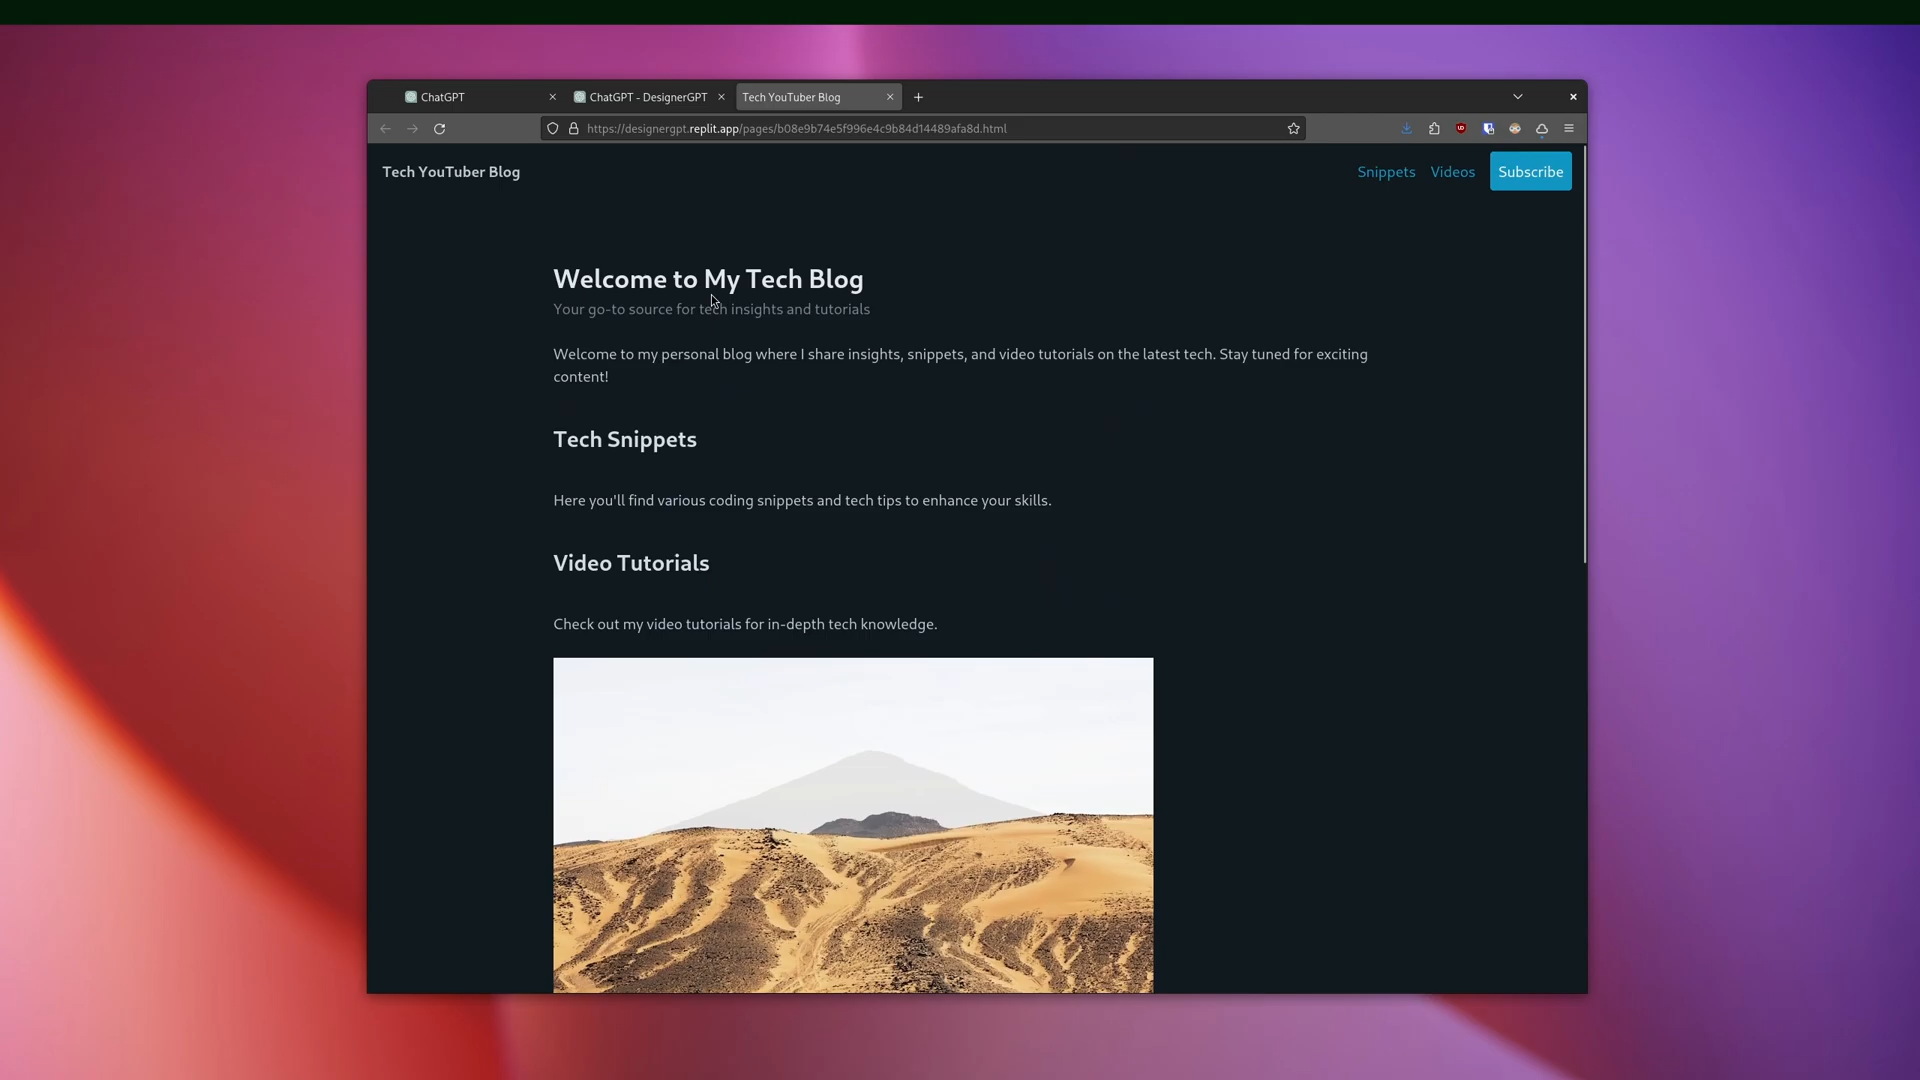 ChatGPT
ChatGPT - DesignerGPT
Tech YouTuber Blog
https://designergpt.replit.app/pages/b08e9b74e5f996e4c9b84d14489afa8d.html
Tech YouTuber Blog
Snippets Videos Subscribe
Welcome to My Tech Blog
Your go-to source for tech insights and tutorials
Welcome to my personal blog where I share insights, snippets, and video tutorials on the latest tech. Stay tuned for exciting
content!
Tech Snippets
Here you'll find various coding snippets and tech tips to enhance your skills.
Video Tutorials
Check out my video tutorials for in-depth tech knowledge.